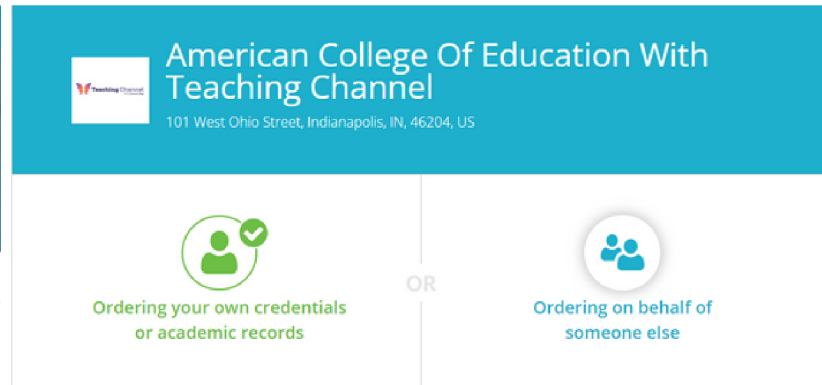 American College Of Education With
Teaching Channel
Teaching Channel
101 West Ohio Street, Indianapolis, IN, 46204, US
Ordering your own credentials
or academic records
OR
Ordering on behalf of
someone else